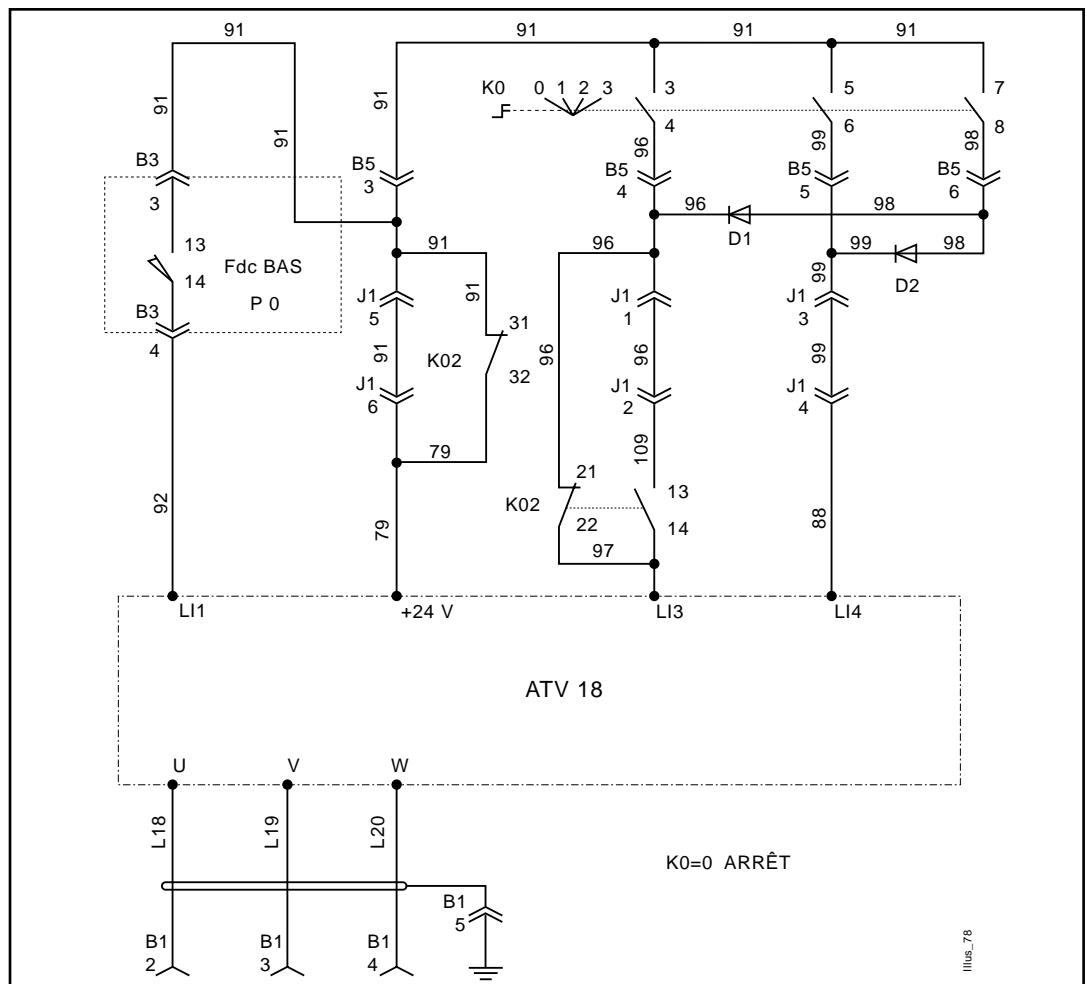 91
91
91
91
K0 0 1 2 3
3
5
7
4
6
8
91
91
91
96
99
98
B3
3
B5
3
B5
4
B5
5
B5
6
96
98
D1
99
98
D2
13
14
Fdc BAS
P 0
B3
4
91
91
96
99
J1
5
J1
1
J1
3
31
32
K02
91
96
96
99
J1
6
J1
2
J1
4
79
109
21
22
K02
13
14
97
92
79
88
LI1
+24 V
LI3
LI4
ATV 18
U
V
W
L18
L19
L20
K0=0 ARRÊT
B1
5
B1
2
B1
3
B1
4
Illus_78